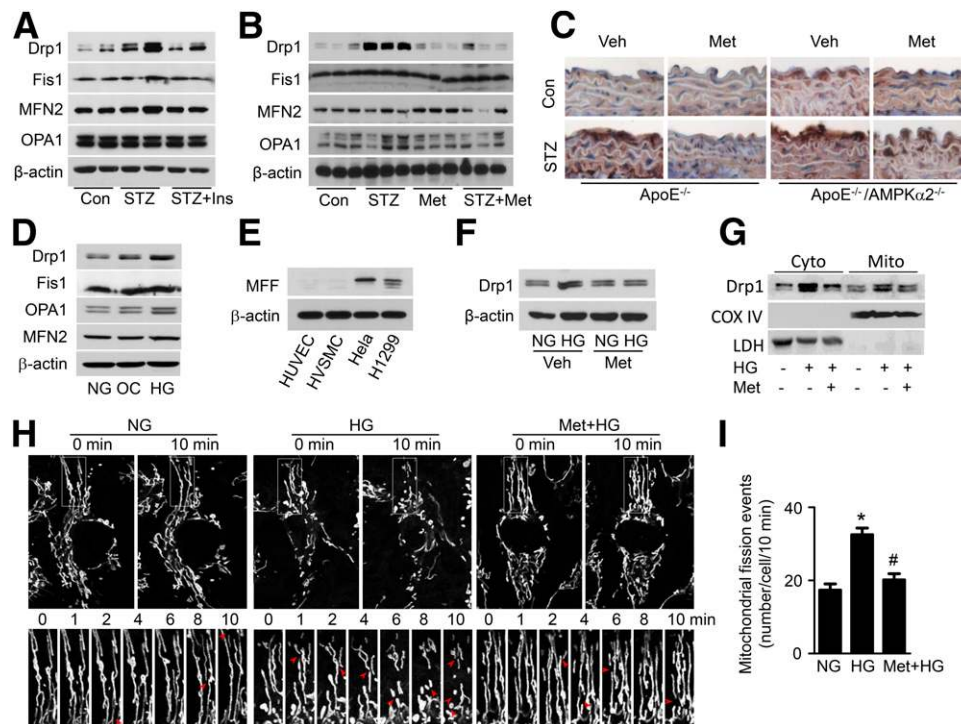 A
Drp1
Fis1
MFN2
OPA1
β-actin
Con STZ STZ+Ins
B
Drp1
Fis1
MFN2
OPA1
β-actin
Con STZ Met STZ+Met
C
Veh Met Veh Met
Con
STZ
ApoE-/- ApoE-/-/AMPKα2-/-
D
Drp1
Fis1
OPA1
MFN2
β-actin
NG OC HG
E
MFF
β-actin
HUVEC
HVSMC
Hela
H1299
F
Drp1
β-actin
NG HG NG HG
Veh Met
G
Cyto Mito
Drp1
COX IV
LDH
HG - + + - + +
Met - - + - - +
H
NG HG Met+HG
0 min 10 min 0 min 10 min 0 min 10 min
0 1 2 4 6 8 10 0 1 2 4 6 8 10 0 1 2 4 6 8 10 min
I
Mitochondrial fission events
(number/cell/10 min)
40
20
0
*
#
NG HG Met+HG